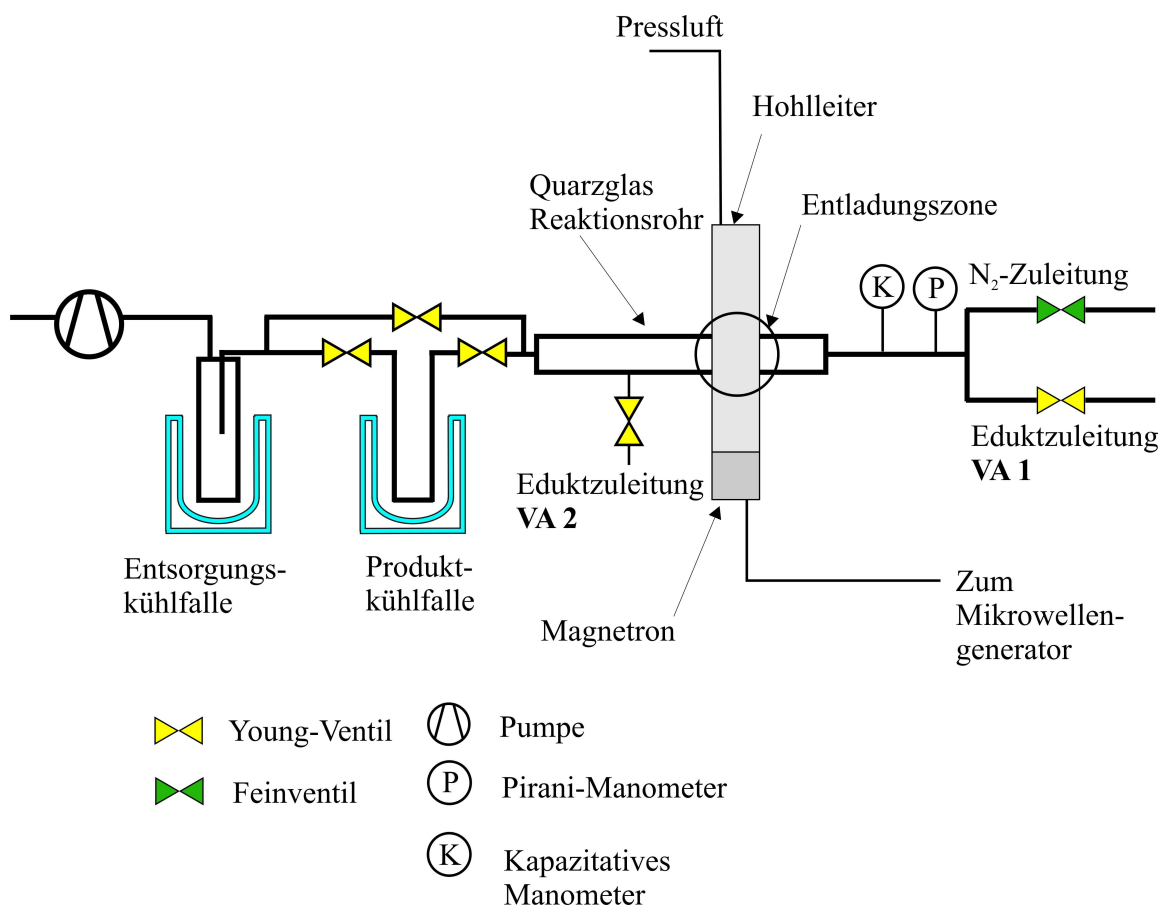 Pressluft
Hohlleiter
Quarzglas
Reaktionsrohr
Entladungszone
K
P
N₂-Zuleitung
Eduktzuleitung
VA 1
Eduktzuleitung
VA 2
Entsorgungs-
kühlfalle
Produkt-
kühlfalle
Magnetron
Zum
Mikrowellen-
generator
Young-Ventil
Pumpe
Feinventil
P
Pirani-Manometer
K
Kapazitatives
Manometer